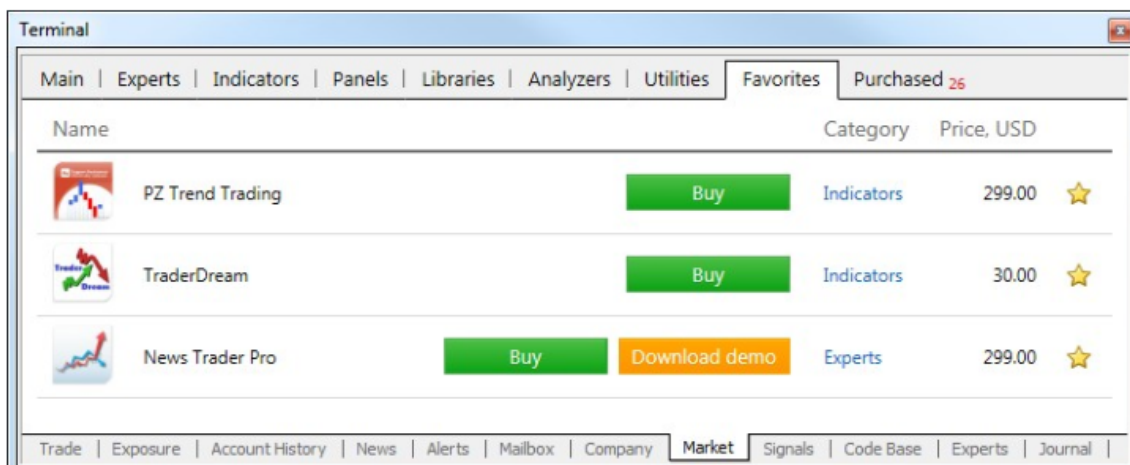 Terminal
Main | Experts | Indicators | Panels | Libraries | Analyzers | Utilities | Favorites | Purchased 26
Name Category Price, USD
PZ Trend Trading Buy Indicators 299.00
Trader
Dream
TraderDream Buy Indicators 30.00
News Trader Pro Buy Download demo Experts 299.00
Trade | Exposure | Account History | News | Alerts | Mailbox | Company | Market | Signals | Code Base | Experts | Journal |